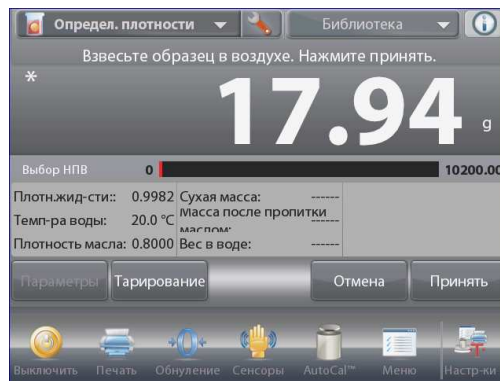 Определ. плотности Библиотека
Взвесьте образец в воздухе. Нажмите принять.
* 17.94 g
Выбор НПВ 0 10200.00
Плотн.жид-сти:: 0.9982 Сухая масса: ------
Темп-ра воды: 20.0 °C Масса после пропитки маслом: ------
Плотность масла: 0.8000 Вес в воде: ------
Параметры Тарирование Отмена Принять
Выключить Печать Обнуление Сенсоры AutoCal™ Меню Настр-ки